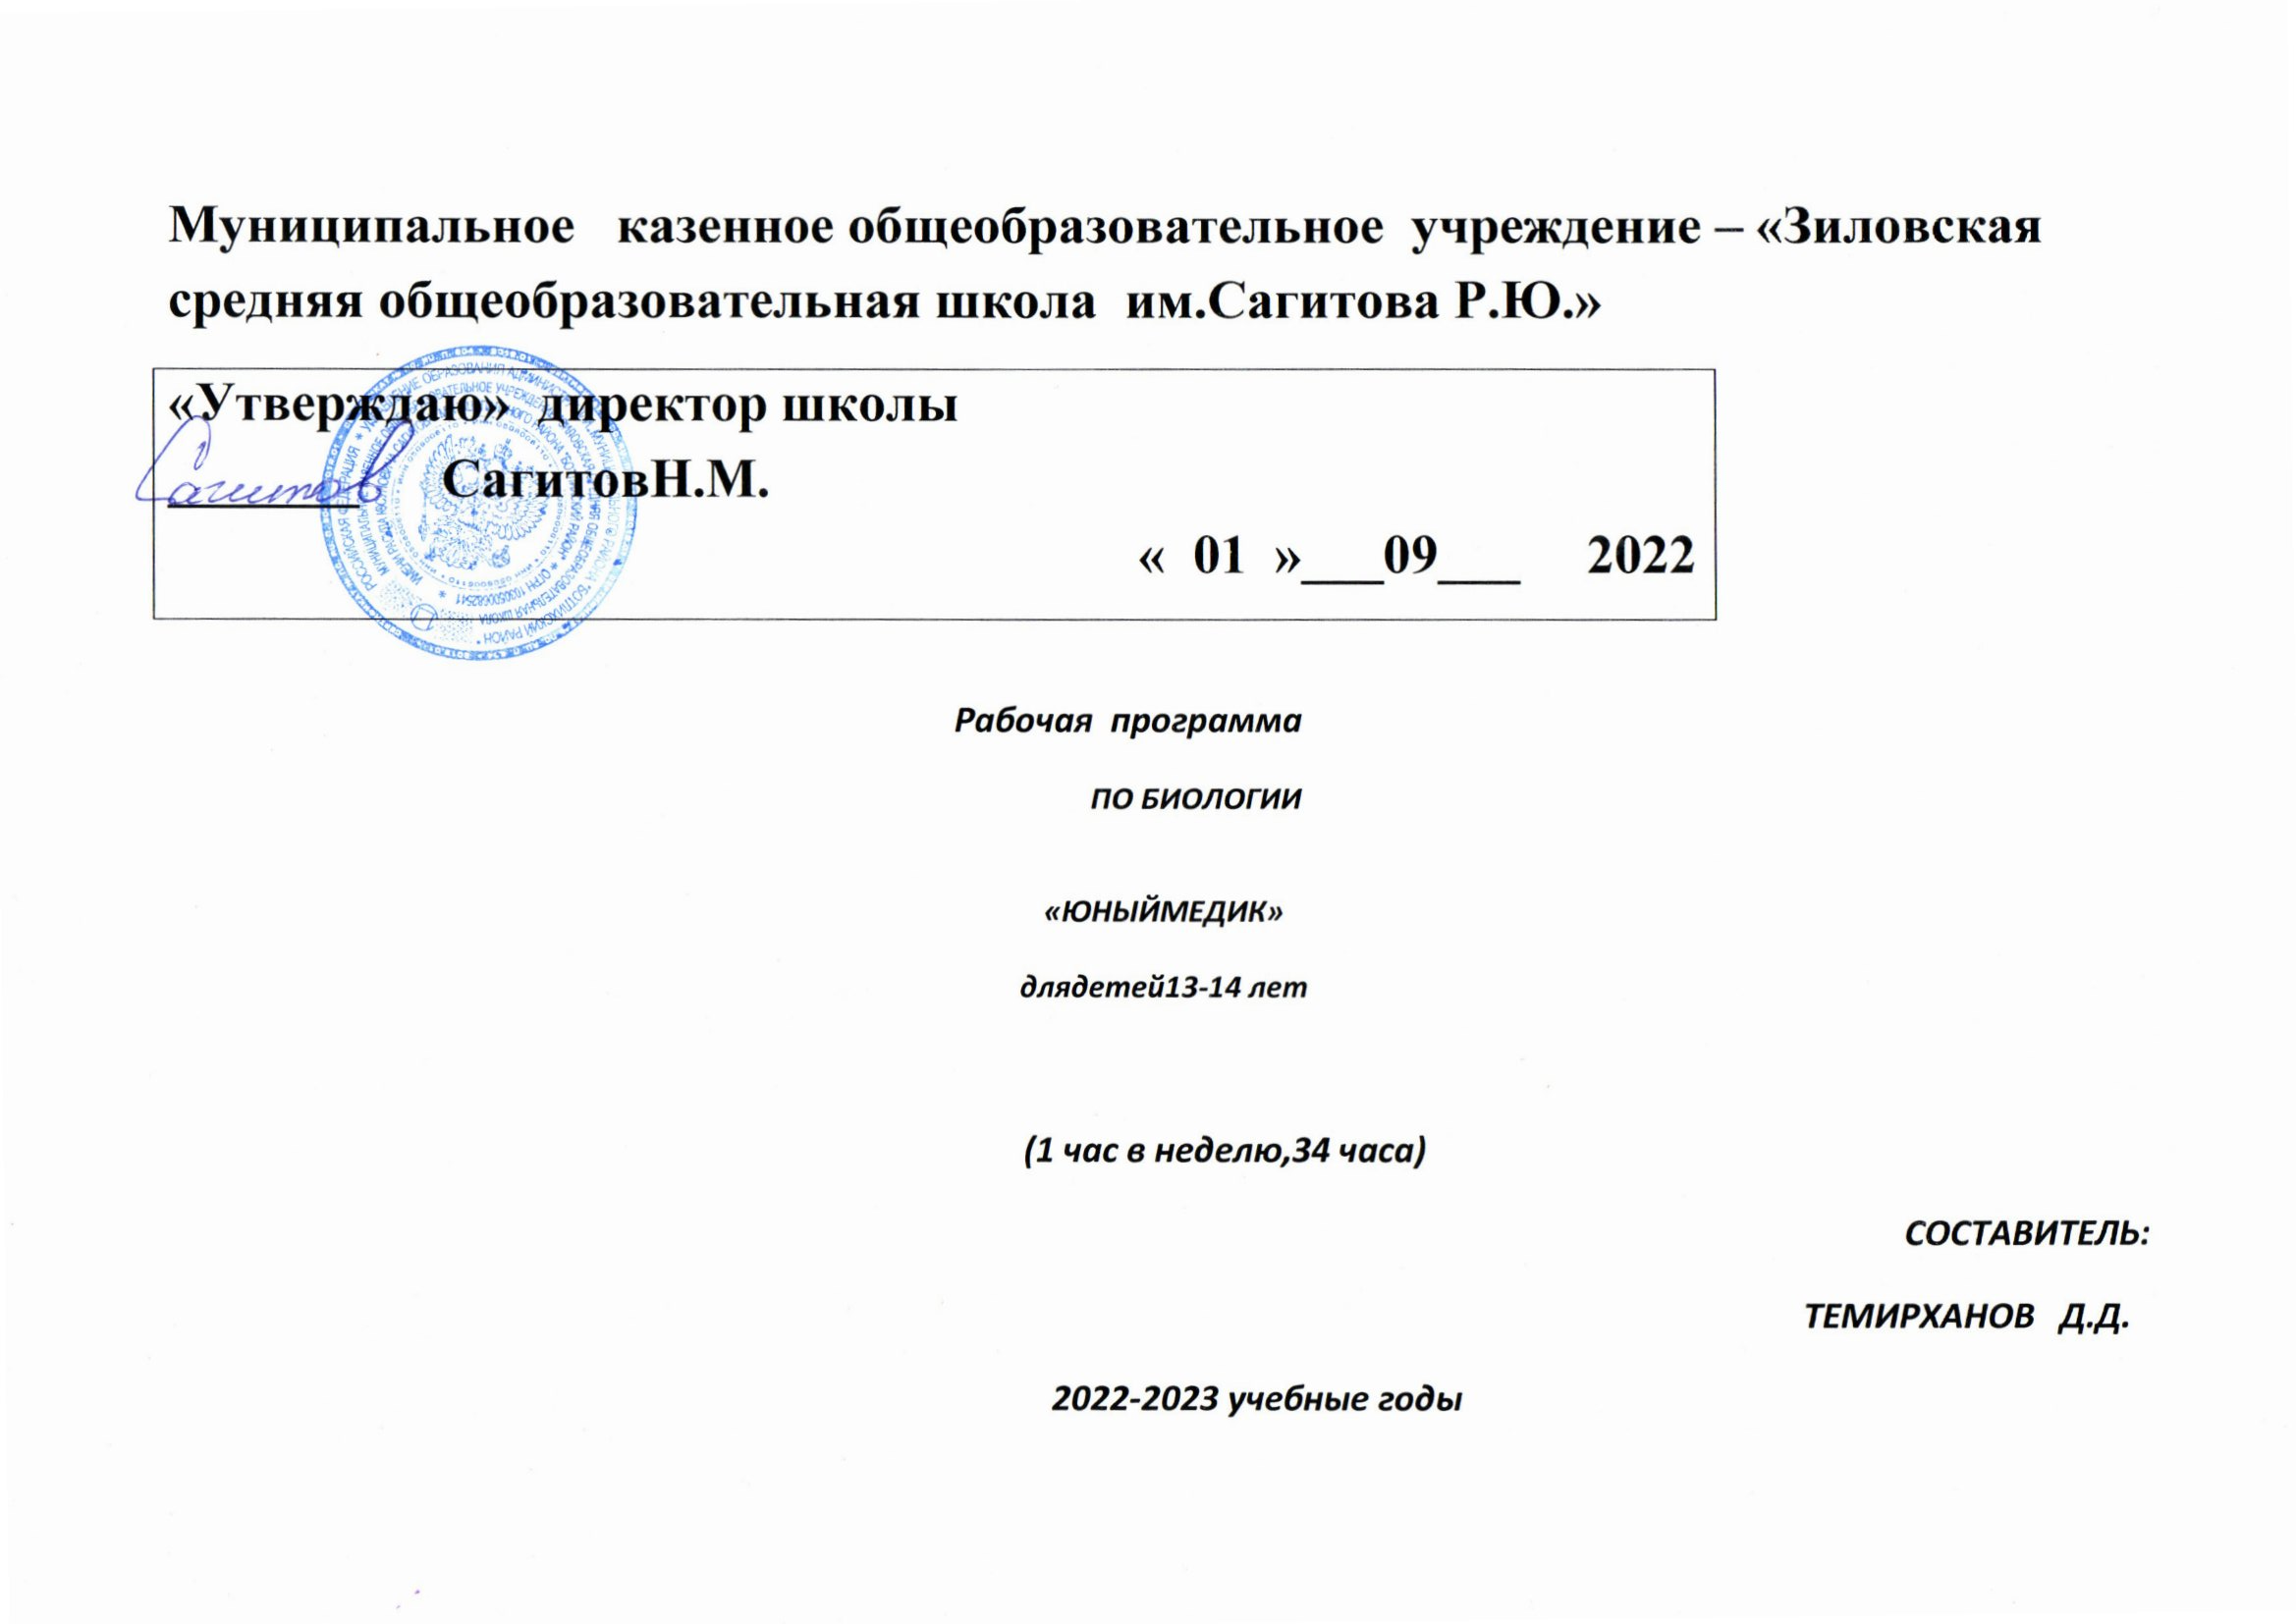 Муниципальное казенное общеобразовательное учреждение – «Зиловская
средняя общеобразовательная школа им.Сагитова Р.Ю.»
«Утверждаю» директор школы
Сагитов СагитовН.М.
« 01 »___09___ 2022
Рабочая программа
ПО БИОЛОГИИ
«ЮНЫЙМЕДИК»
длядетей13-14 лет
(1 час в неделю,34 часа)
СОСТАВИТЕЛЬ:
ТЕМИРХАНОВ Д.Д.
2022-2023 учебные годы